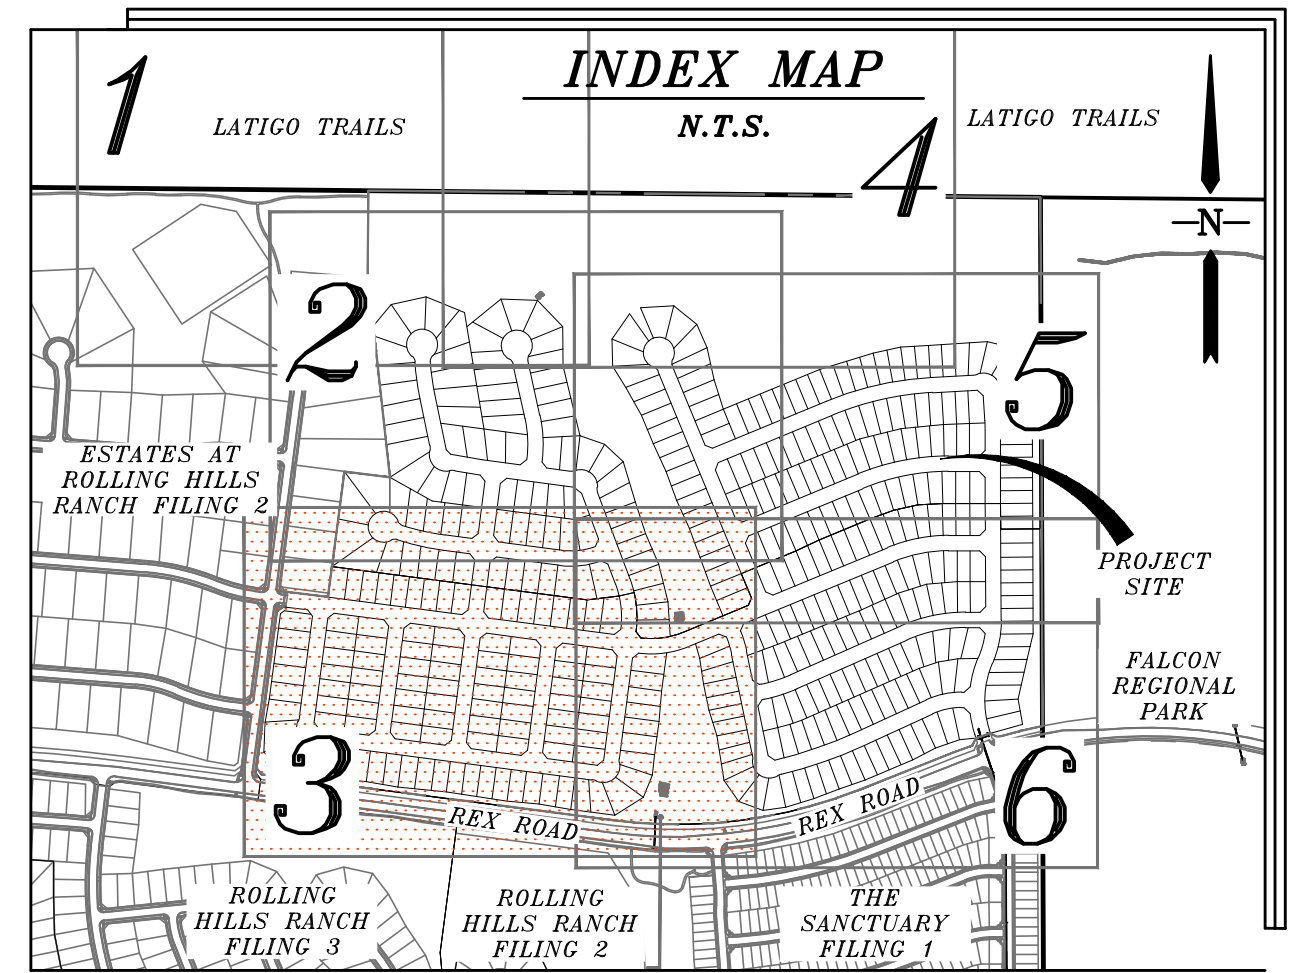 INDEX MAP
N.T.S.
1
LATIGO TRAILS
4
LATIGO TRAILS
N
2
5
ESTATES AT
ROLLING HILLS
RANCH FILING 2
PROJECT
SITE
FALCON
REGIONAL
PARK
3
REX ROAD
REX ROAD
6
ROLLING
HILLS RANCH
FILING 3
ROLLING
HILLS RANCH
FILING 2
THE
SANCTUARY
FILING 1